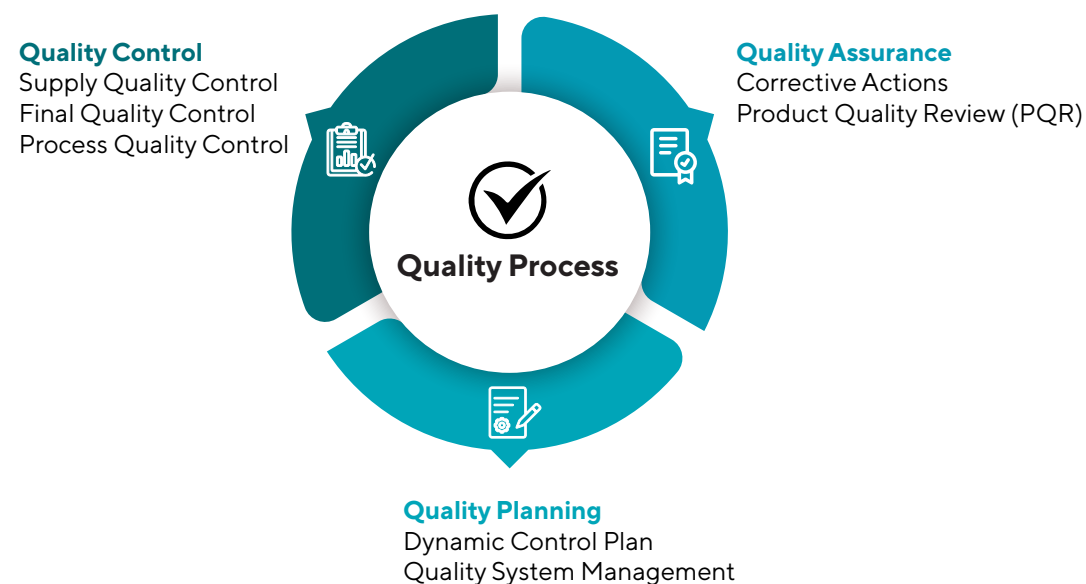 Quality Control
Supply Quality Control
Final Quality Control
Process Quality Control
Quality Assurance
Corrective Actions
Product Quality Review (PQR)
Quality Process
Quality Planning
Dynamic Control Plan
Quality System Management